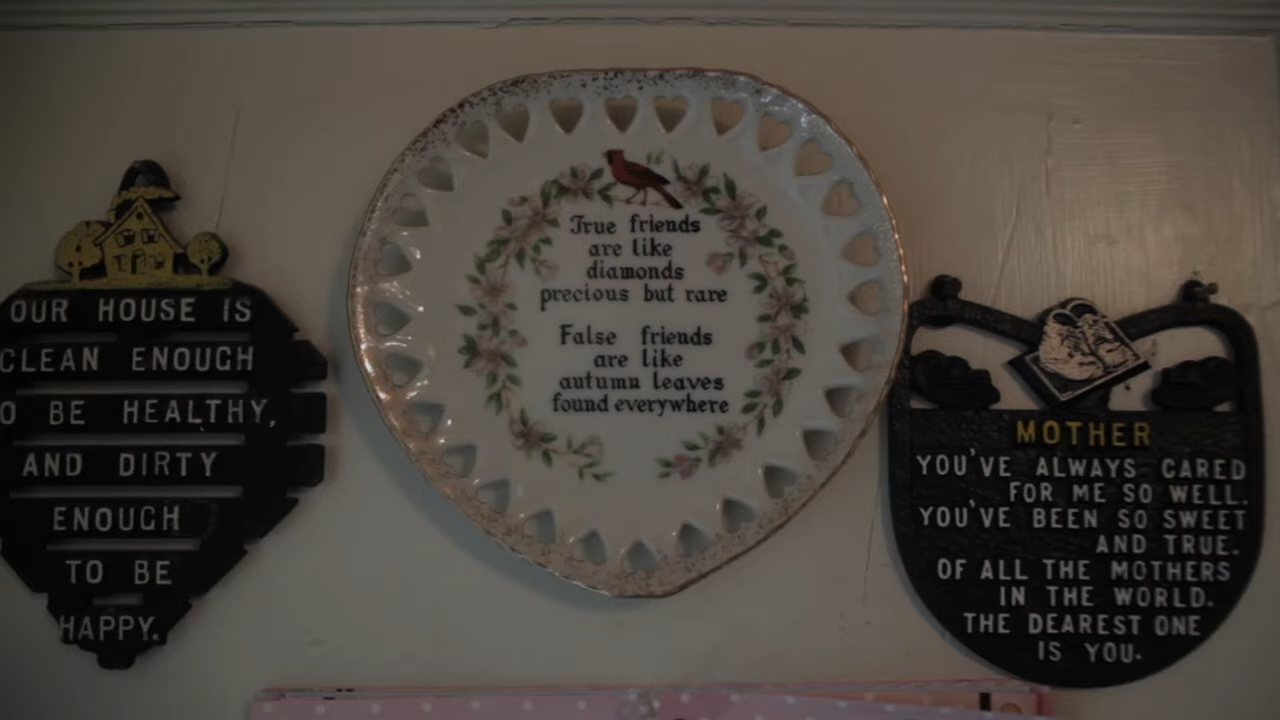 OUR HOUSE IS
CLEAN ENOUGH
O BE HEALTHY,
AND DIRTY
ENOUGH
TO BE
HAPPY.
True friends
are like
diamonds
precious but rare
False friends
are like
autumn leaves
found everywhere
MOTHER
YOU'VE ALWAYS CARED
FOR ME SO WELL.
YOU'VE BEEN SO SWEET
AND TRUE.
OF ALL THE MOTHERS
IN THE WORLD.
THE DEAREST ONE
IS YOU.